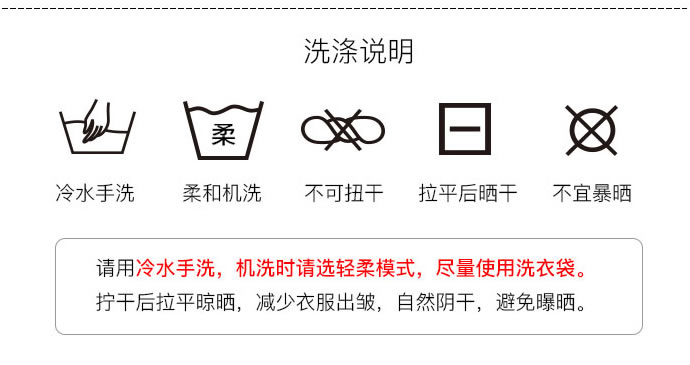 洗涤说明
柔
冷水手洗 柔和机洗 不可扭干 拉平后晒干 不宜暴晒
请用冷水手洗，机洗时请选轻柔模式，尽量使用洗衣袋。
拧干后拉平晾晒，减少衣服出皱，自然阴干，避免曝晒。